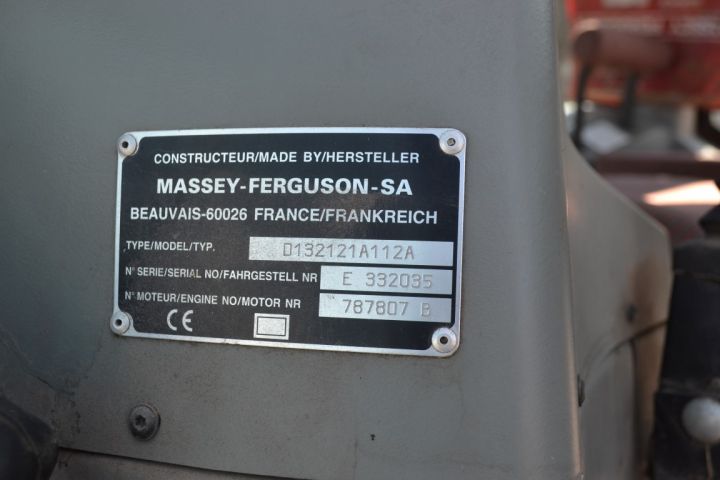 CONSTRUCTEUR/MADE BY/HERSTELLER
MASSEY-FERGUSON-SA
BEAUVAIS-60026 FRANCE/FRANKREICH
TYPE/MODEL/TYP. D132121A112A
N° SERIE/SERIAL NO/FAHRGESTELL NR E 332035
N° MOTEUR/ENGINE NO/MOTOR NR 787807 B
CE